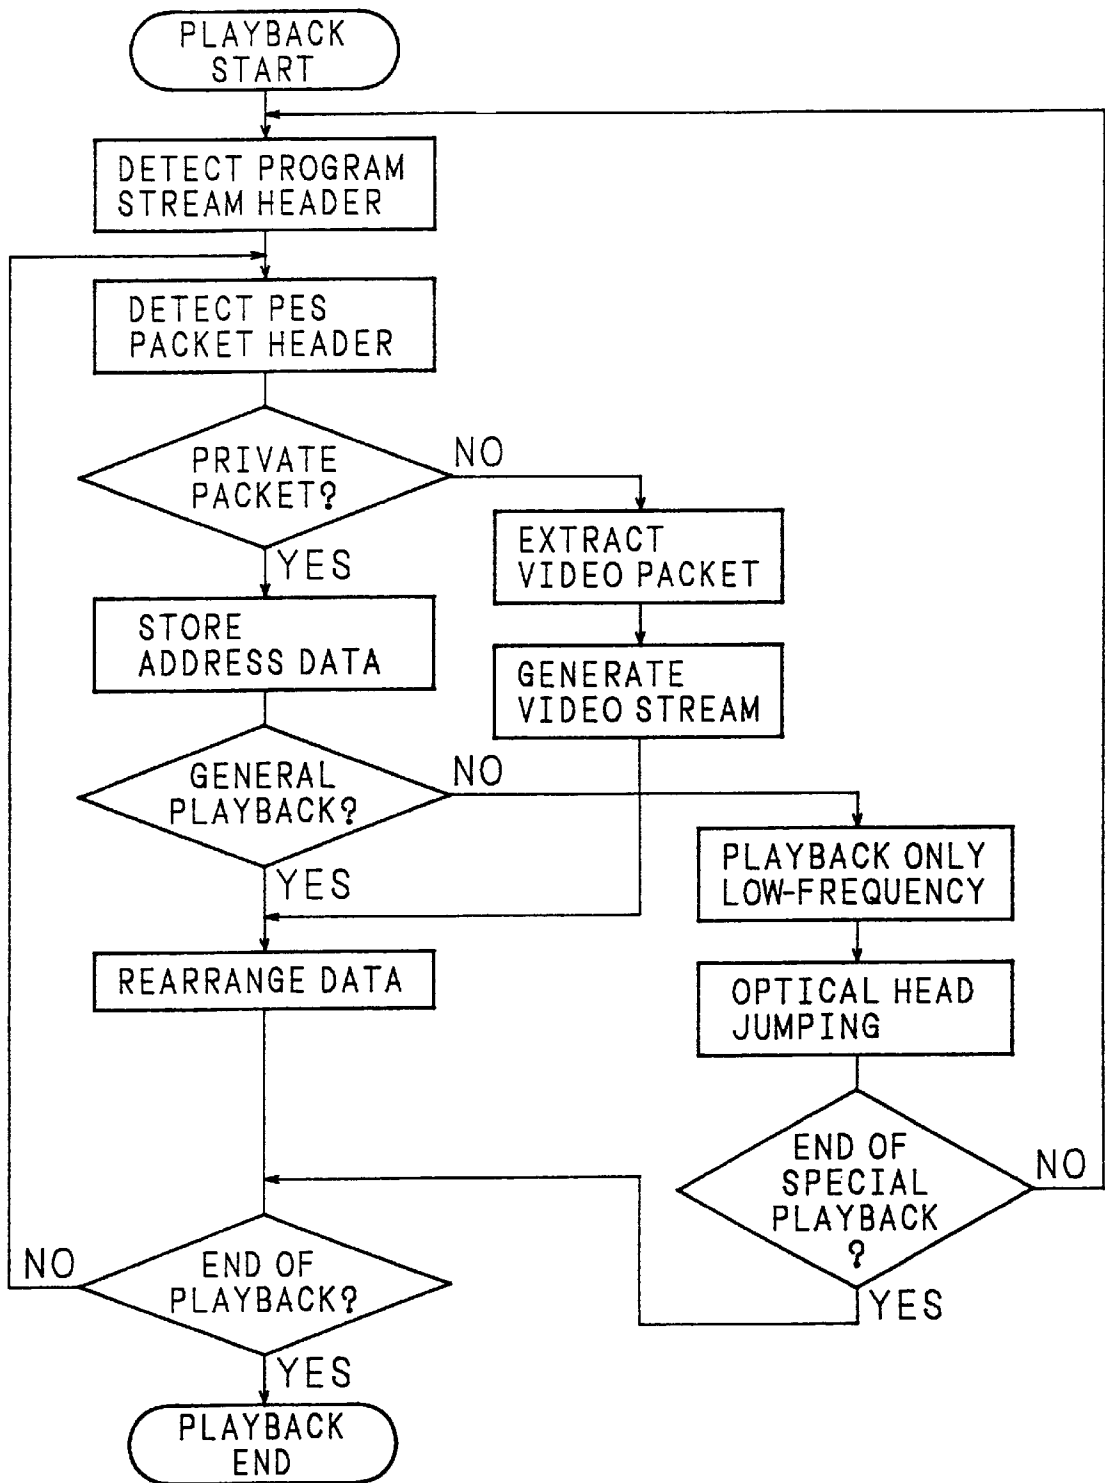 PLAYBACK
START
DETECT PROGRAM
STREAM HEADER
DETECT PES
PACKET HEADER
PRIVATE
PACKET?
NO
YES
EXTRACT
VIDEO PACKET
STORE
ADDRESS DATA
GENERATE
VIDEO STREAM
GENERAL
PLAYBACK?
NO
YES
PLAYBACK ONLY
LOW-FREQUENCY
REARRANGE DATA
OPTICAL HEAD
JUMPING
END OF
SPECIAL
PLAYBACK
?
NO
YES
END OF
PLAYBACK?
NO
YES
PLAYBACK
END